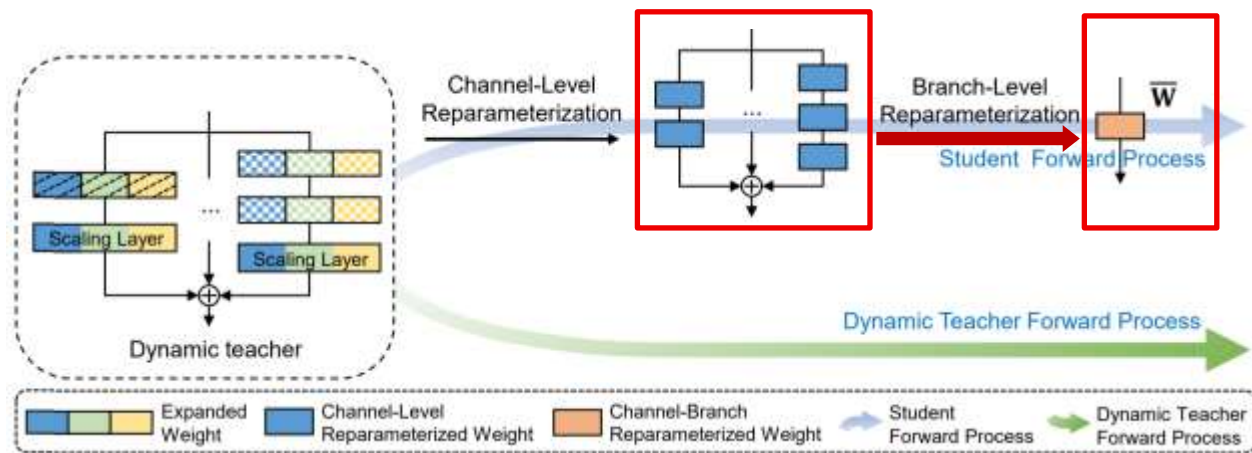 Channel-Level
Reparameterization
...
Branch-Level
Reparameterization
W
Student Forward Process
...
Scaling Layer
Scaling Layer
Dynamic teacher
Dynamic Teacher Forward Process
Expanded
Weight
Channel-Level
Reparameterized Weight
Channel-Branch
Reparameterized Weight
Student
Forward Process
Dynamic Teacher
Forward Process